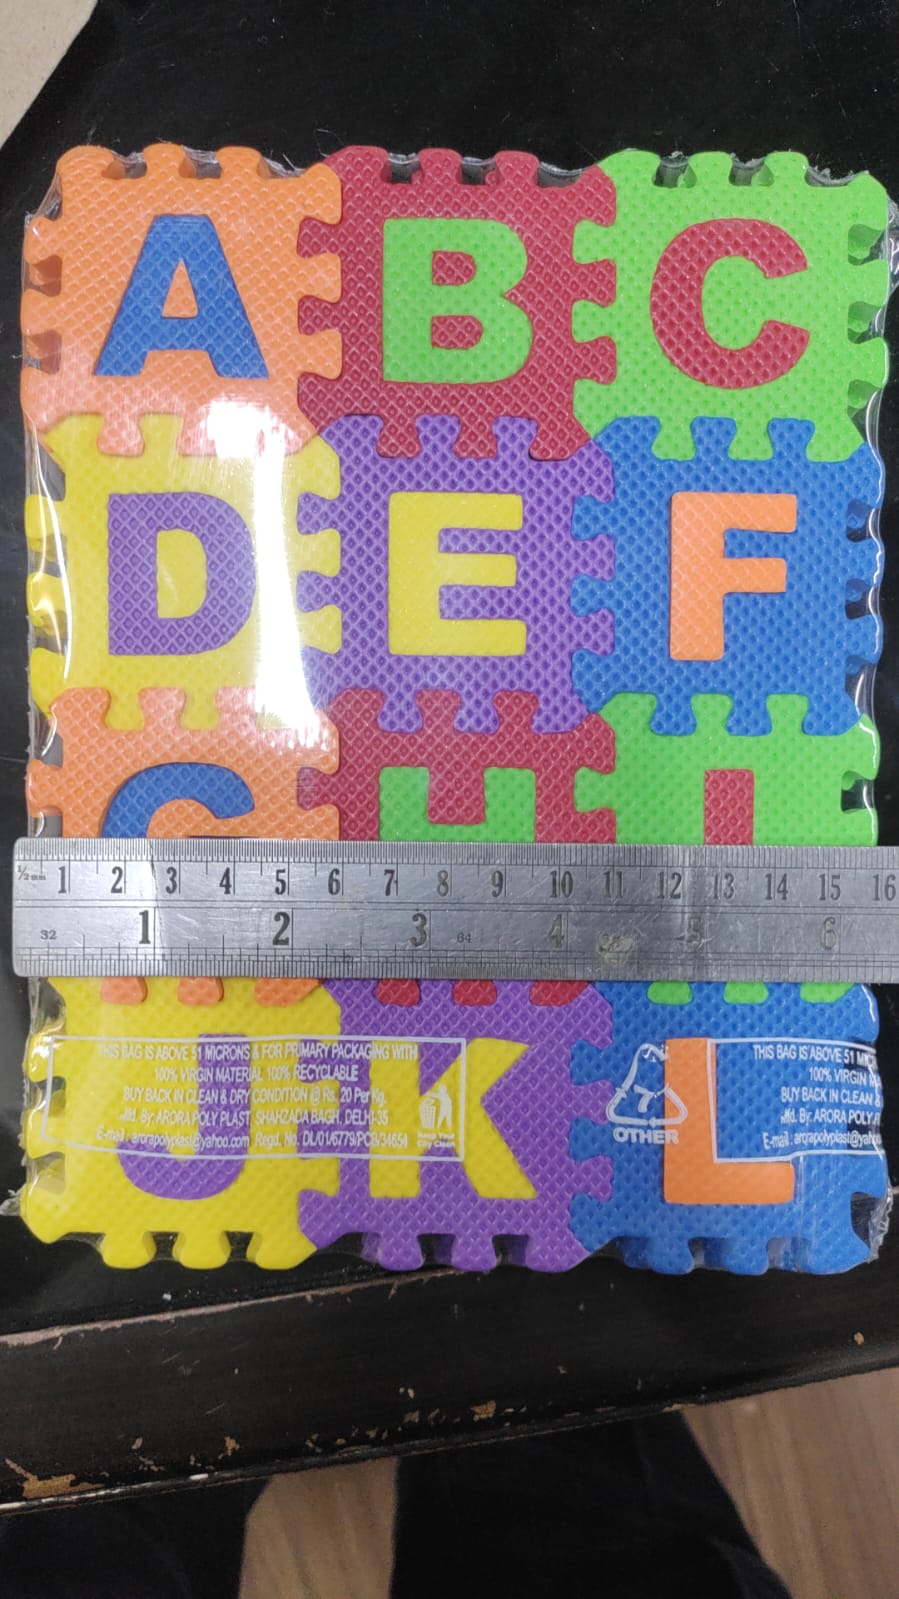 A B C
D E F
G H I
½mm 1 2 3 4 5 6 7 8 9 10 11 12 13 14 15 16
32 1 2 3 64 4 5 6
J K L
THIS BAG IS ABOVE 51 MICRONS & FOR PRIMARY PACKAGING WITH
100% VIRGIN MATERIAL 100% RECYCLABLE
BUY BACK IN CLEAN & DRY CONDITION @ Rs. 20 Per Kg.
Mfd. By: ARORA POLY PLAST SHAHZADA BAGH, DELHI-35
E-mail: arorapolyplast@yahoo.com Regd. No. DL/01/6779/PCB/34654
Keep Your
City Clean
7
OTHER
THIS BAG IS ABOVE 51
100% VIRGIN
BUY BACK IN CLEAN &
Mfd. By: ARORA POLY
E-mail: arorapolyplast@yaho